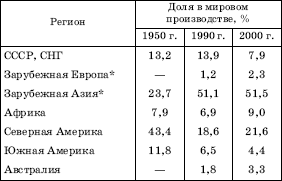 Регион
Доля в мировом
производстве, %
1950 г. 1990 г. 2000 г.
СССР, СНГ 13,2 13,9 7,9
Зарубежная Европа* — 1,2 2,3
Зарубежная Азия* 23,7 51,1 51,5
Африка 7,9 6,9 9,0
Северная Америка 43,4 18,6 21,6
Южная Америка 11,8 6,5 4,4
Австралия — 1,8 3,3